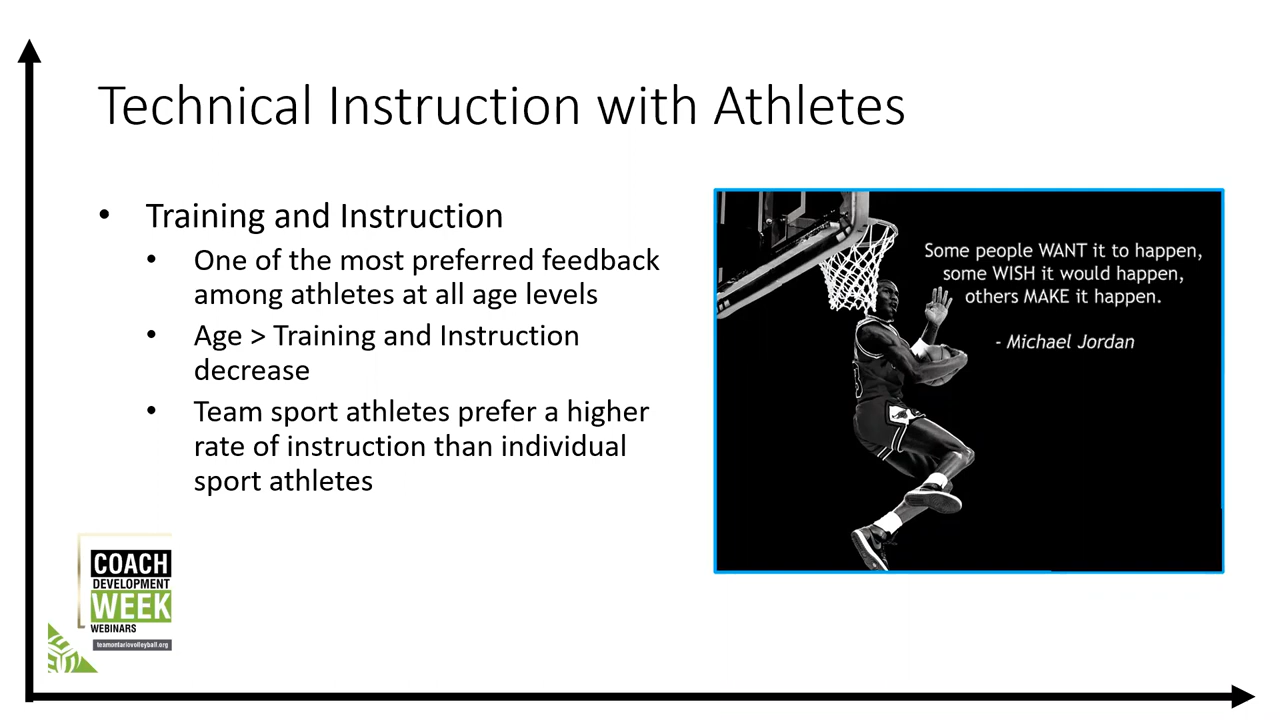 Technical Instruction with Athletes
• Training and Instruction
• One of the most preferred feedback
among athletes at all age levels
• Age > Training and Instruction
decrease
• Team sport athletes prefer a higher
rate of instruction than individual
sport athletes
Some people WANT it to happen,
some WISH it would happen,
others MAKE it happen.
- Michael Jordan
COACH
DEVELOPMENT
WEEK
WEBINARS
teamontariovolleyball.org